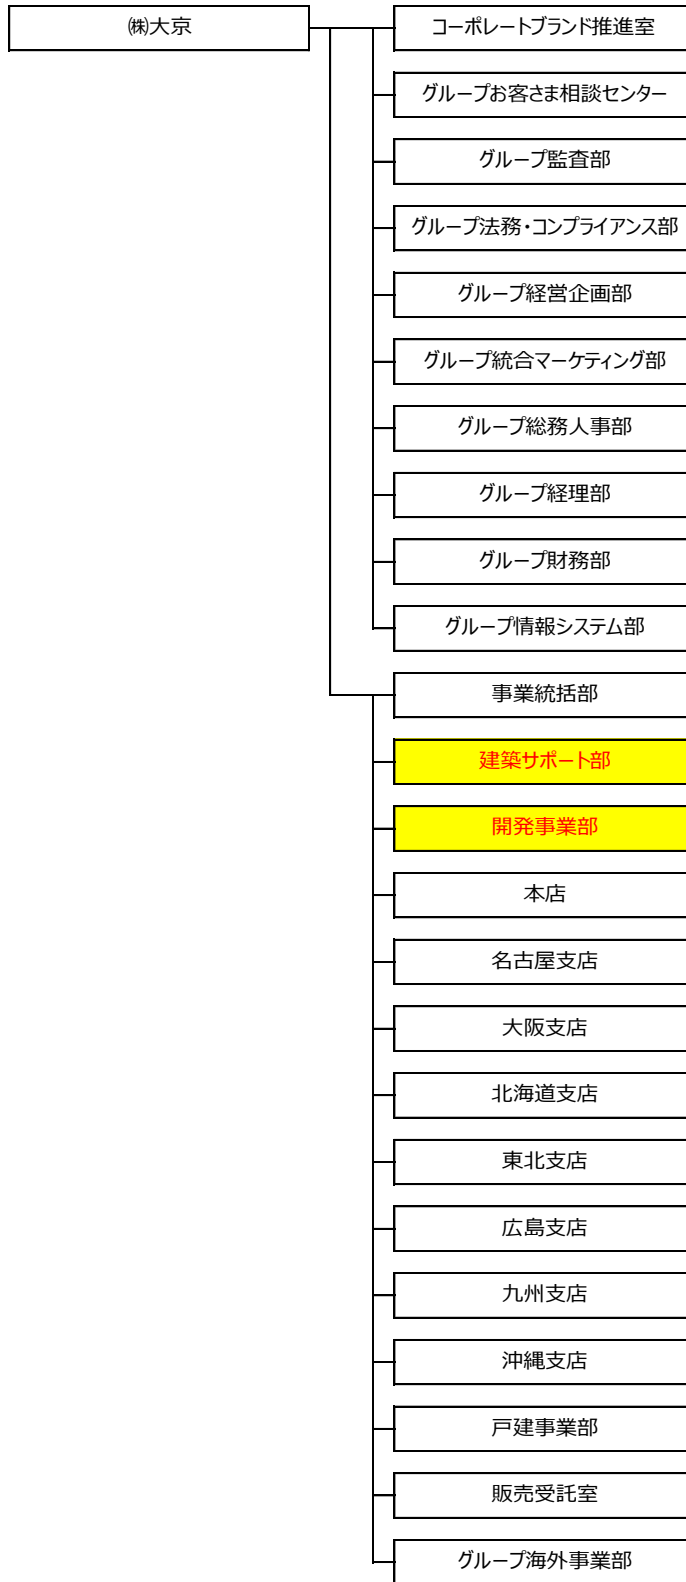 ㈱大京
コーポレートブランド推進室
グループお客さま相談センター
グループ監査部
グループ法務・コンプライアンス部
グループ経営企画部
グループ統合マーケティング部
グループ総務人事部
グループ経理部
グループ財務部
グループ情報システム部
事業統括部
建築サポート部
開発事業部
本店
名古屋支店
大阪支店
北海道支店
東北支店
広島支店
九州支店
沖縄支店
戸建事業部
販売受託室
グループ海外事業部